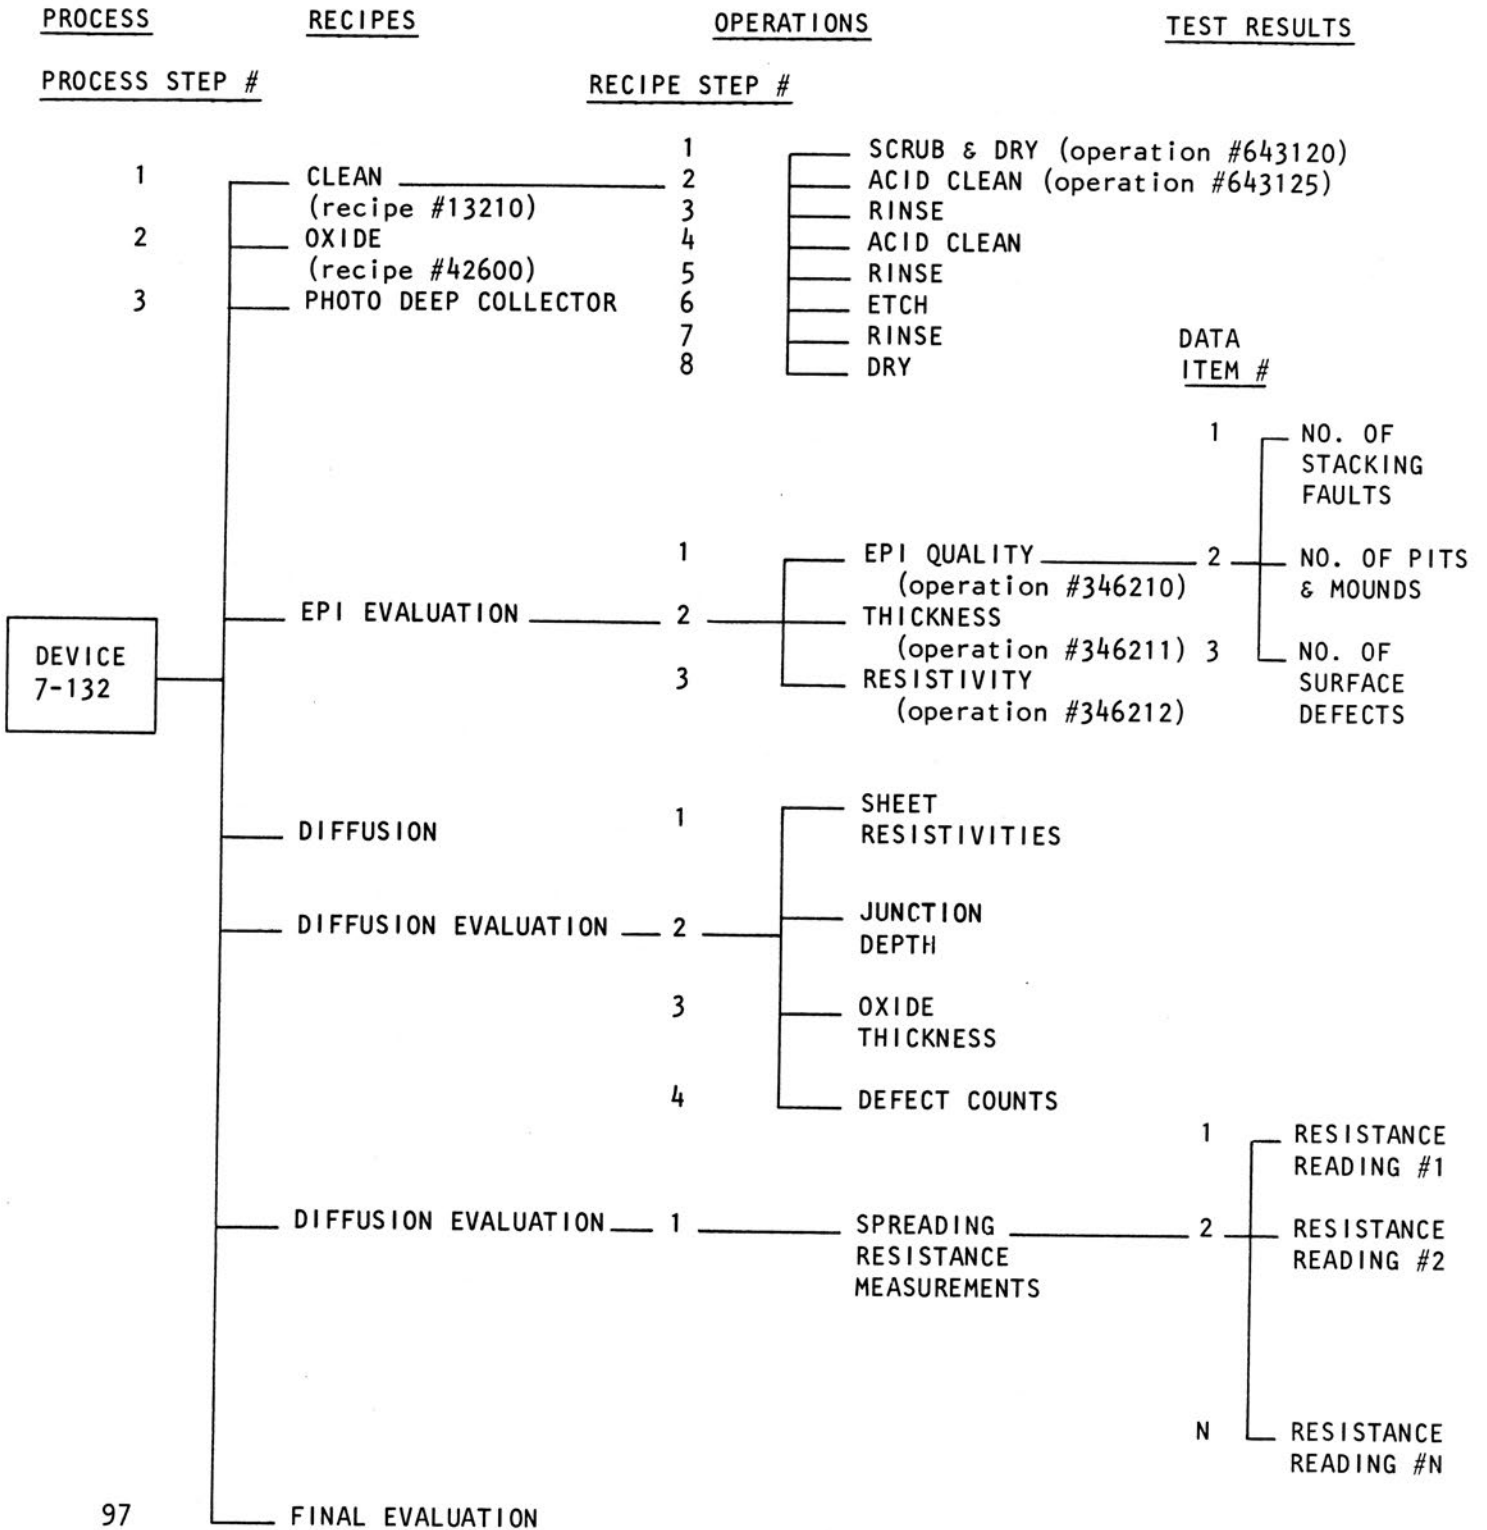 PROCESS
RECIPES
OPERATIONS
TEST RESULTS
PROCESS STEP #
RECIPE STEP #
1
CLEAN
(recipe #13210)
2
OXIDE
(recipe #42600)
3
PHOTO DEEP COLLECTOR
1
SCRUB & DRY (operation #643120)
2
ACID CLEAN (operation #643125)
3
RINSE
4
ACID CLEAN
5
RINSE
6
ETCH
7
RINSE
8
DRY
DATA
ITEM #
1
NO. OF
STACKING
FAULTS
2
NO. OF PITS
& MOUNDS
3
NO. OF
SURFACE
DEFECTS
DEVICE
7-132
EPI EVALUATION
1
EPI QUALITY
(operation #346210)
2
THICKNESS
(operation #346211)
3
RESISTIVITY
(operation #346212)
DIFFUSION
DIFFUSION EVALUATION
1
SHEET
RESISTIVITIES
2
JUNCTION
DEPTH
3
OXIDE
THICKNESS
4
DEFECT COUNTS
DIFFUSION EVALUATION
1
SPREADING
RESISTANCE
MEASUREMENTS
1
RESISTANCE
READING #1
2
RESISTANCE
READING #2
N
RESISTANCE
READING #N
97
FINAL EVALUATION